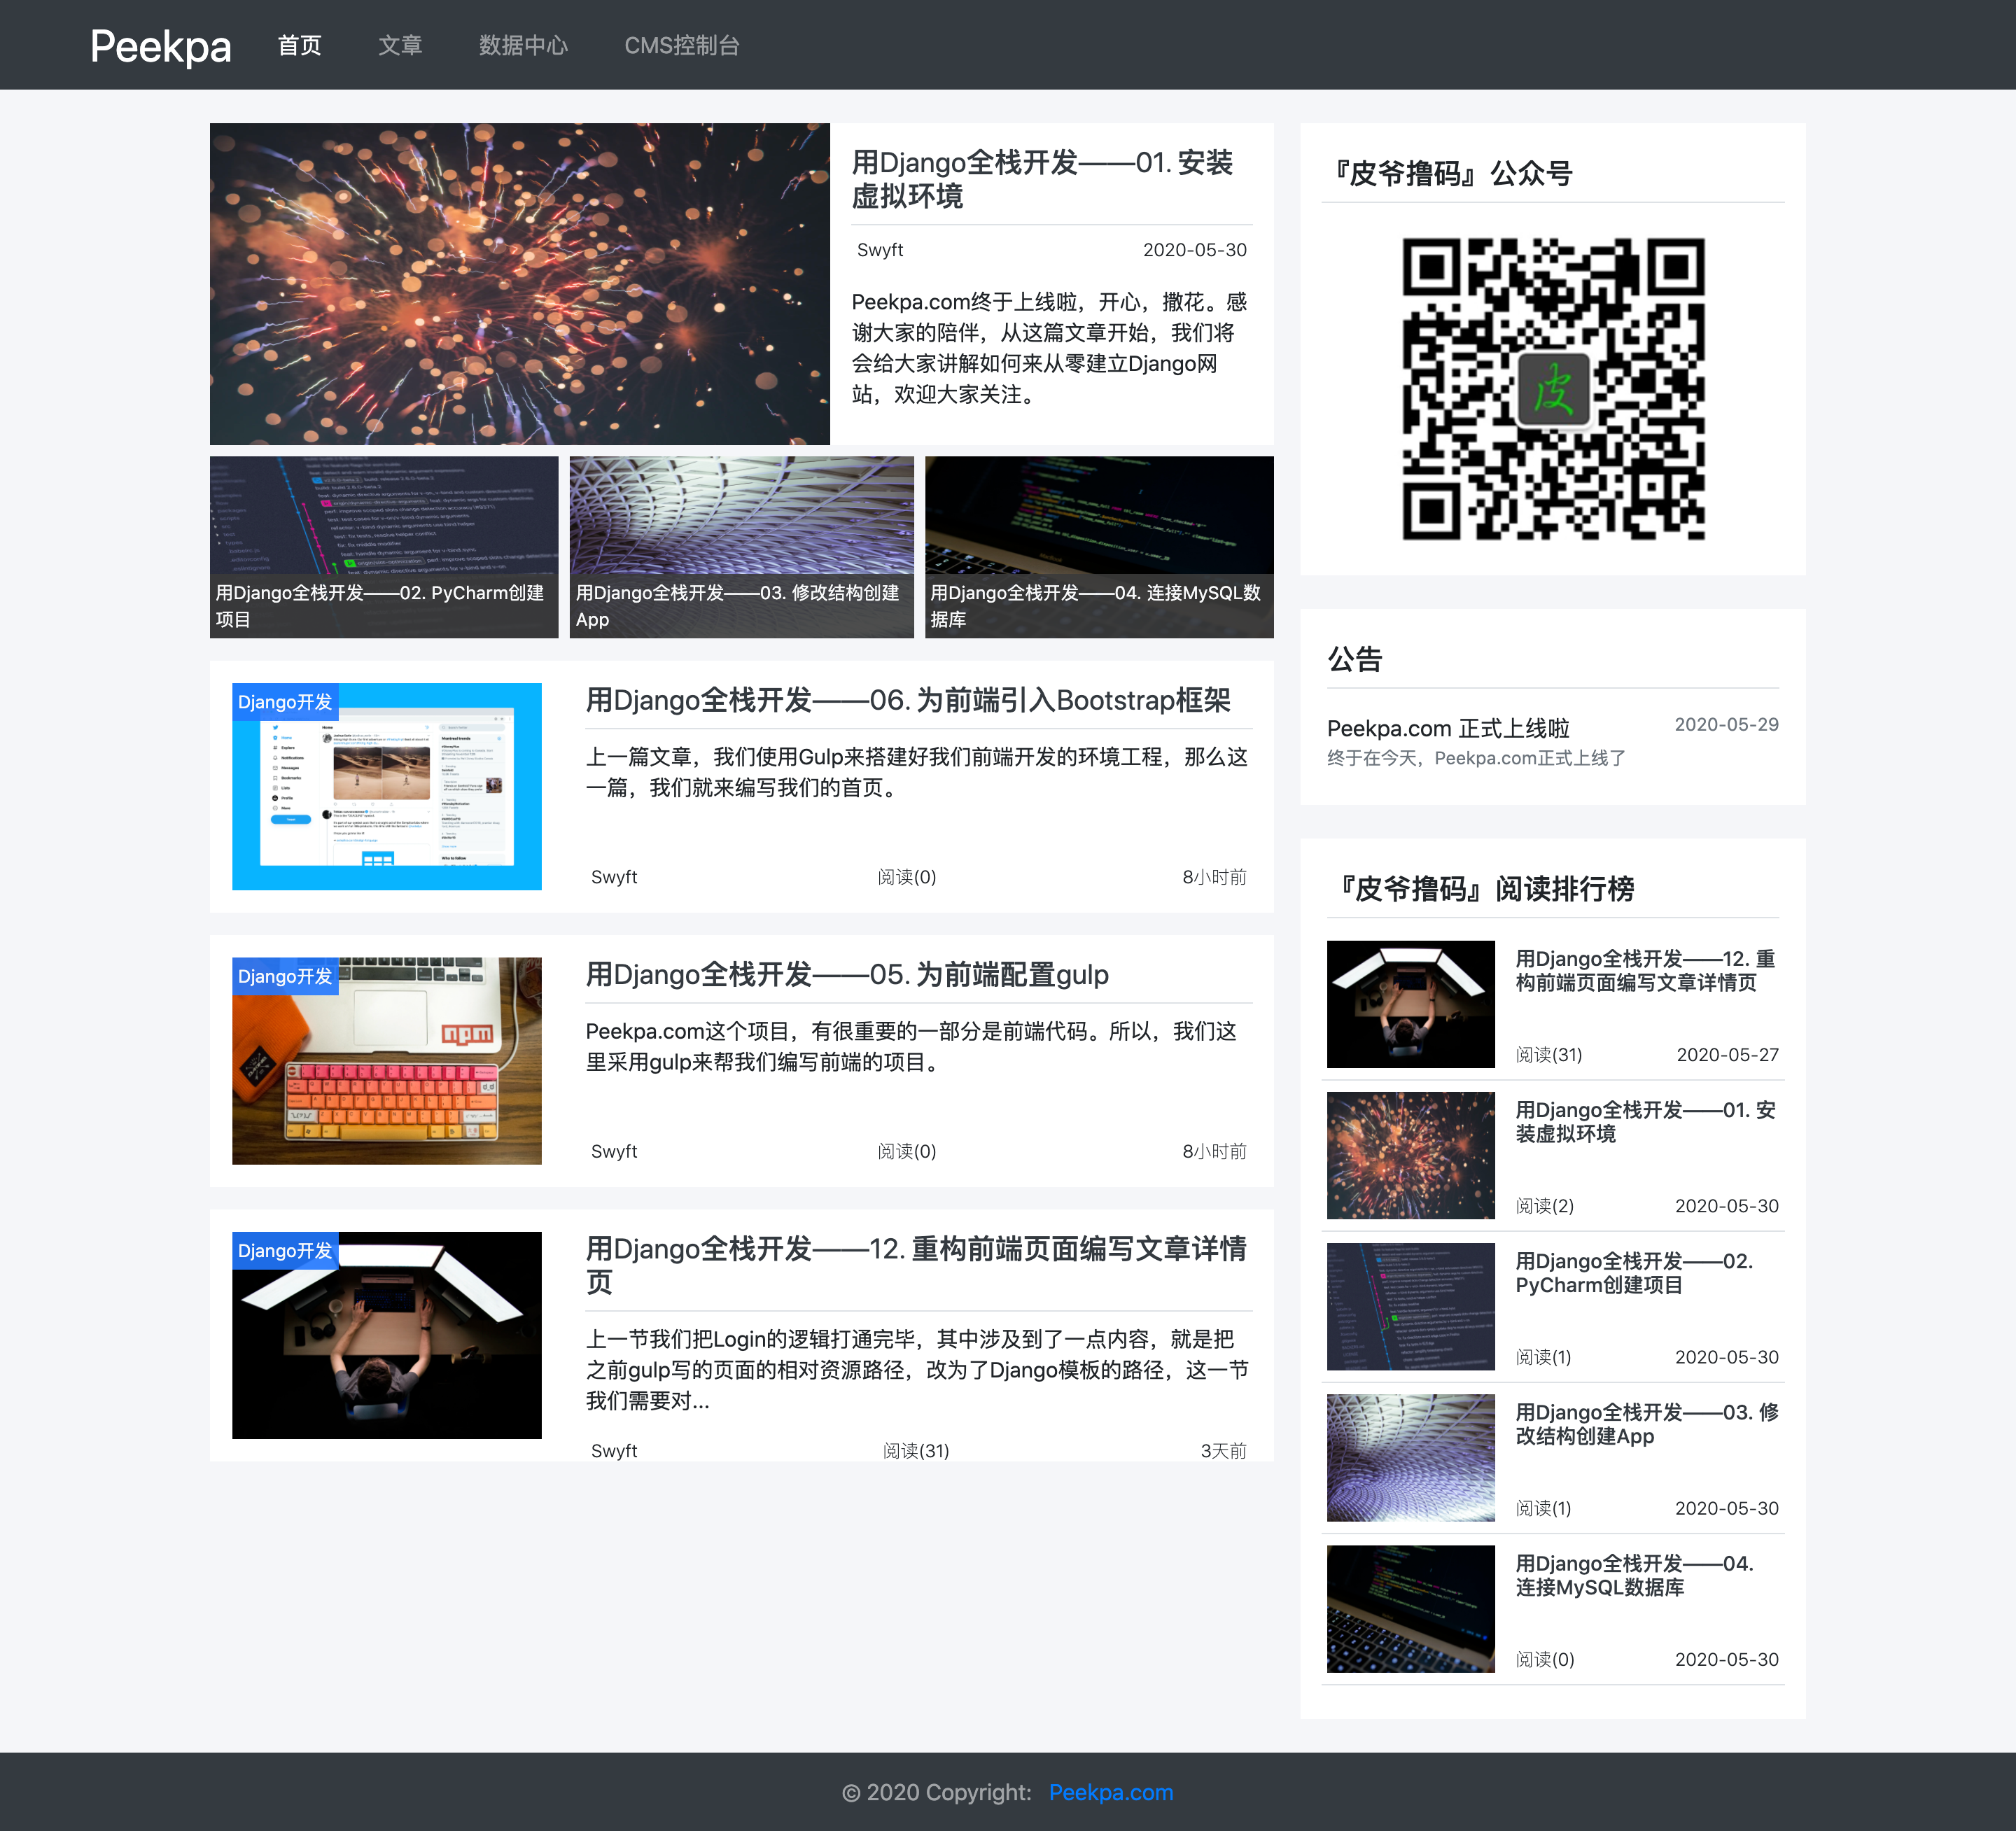 Peekpa
首页
文章
数据中心
CMS控制台
用Django全栈开发——01. 安装
虚拟环境
Swyft
2020-05-30
Peekpa.com终于上线啦，开心，撒花。感
谢大家的陪伴，从这篇文章开始，我们将
会给大家讲解如何来从零建立Django网
站，欢迎大家关注。
用Django全栈开发——02. PyCharm创建
项目
用Django全栈开发——03. 修改结构创建
App
用Django全栈开发——04. 连接MySQL数
据库
Django开发
用Django全栈开发——06. 为前端引入Bootstrap框架
上一篇文章，我们使用Gulp来搭建好我们前端开发的环境工程，那么这
一篇，我们就来编写我们的首页。
Swyft
阅读(0)
8小时前
Django开发
npm
用Django全栈开发——05. 为前端配置gulp
Peekpa.com这个项目，有很重要的一部分是前端代码。所以，我们这
里采用gulp来帮我们编写前端的项目。
Swyft
阅读(0)
8小时前
Django开发
用Django全栈开发——12. 重构前端页面编写文章详情
页
上一节我们把Login的逻辑打通完毕，其中涉及到了一点内容，就是把
之前gulp写的页面的相对资源路径，改为了Django模板的路径，这一节
我们需要对...
Swyft
阅读(31)
3天前
『皮爷撸码』公众号
皮
公告
Peekpa.com 正式上线啦
2020-05-29
终于在今天，Peekpa.com正式上线了
『皮爷撸码』阅读排行榜
用Django全栈开发——12. 重
构前端页面编写文章详情页
阅读(31)
2020-05-27
用Django全栈开发——01. 安
装虚拟环境
阅读(2)
2020-05-30
用Django全栈开发——02.
PyCharm创建项目
阅读(1)
2020-05-30
用Django全栈开发——03. 修
改结构创建App
阅读(1)
2020-05-30
用Django全栈开发——04.
连接MySQL数据库
阅读(0)
2020-05-30
© 2020 Copyright: Peekpa.com